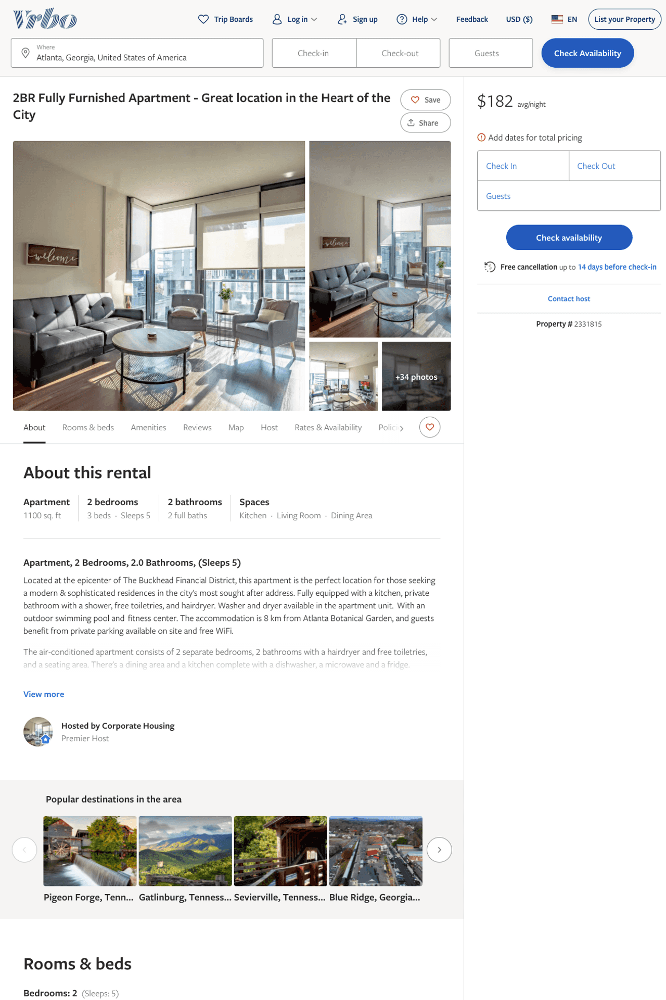 Vrbo
Trip Boards
Log in
Sign up
Help
Feedback
USD ($)
EN
List your Property
Where
Atlanta, Georgia, United States of America
Check-in
Check-out
Guests
Check Availability
2BR Fully Furnished Apartment - Great location in the Heart of the
City
Save
Share
welcome
welcome
+34 photos
$182 avg/night
Add dates for total pricing
Check In
Check Out
Guests
Check availability
Free cancellation up to 14 days before check-in
Contact host
Property # 2331815
About
Rooms & beds
Amenities
Reviews
Map
Host
Rates & Availability
Polici
About this rental
Apartment
1100 sq. ft
2 bedrooms
3 beds · Sleeps 5
2 bathrooms
2 full baths
Spaces
Kitchen · Living Room · Dining Area
Apartment, 2 Bedrooms, 2.0 Bathrooms, (Sleeps 5)
Located at the epicenter of The Buckhead Financial District, this apartment is the perfect location for those seeking
a modern & sophisticated residences in the city's most sought after address. Fully equipped with a kitchen, private
bathroom with a shower, free toiletries, and hairdryer. Washer and dryer available in the apartment unit. With an
outdoor swimming pool and fitness center. The accommodation is 8 km from Atlanta Botanical Garden, and guests
benefit from private parking available on site and free WiFi.
The air-conditioned apartment consists of 2 separate bedrooms, 2 bathrooms with a hairdryer and free toiletries,
and a seating area. There's a dining area and a kitchen complete with a dishwasher, a microwave and a fridge.
View more
Hosted by Corporate Housing
Premier Host
Popular destinations in the area
Pigeon Forge, Tenn...
Gatlinburg, Tenness...
Sevierville, Tenness...
Blue Ridge, Georgia...
Rooms & beds
Bedrooms: 2 (Sleeps: 5)